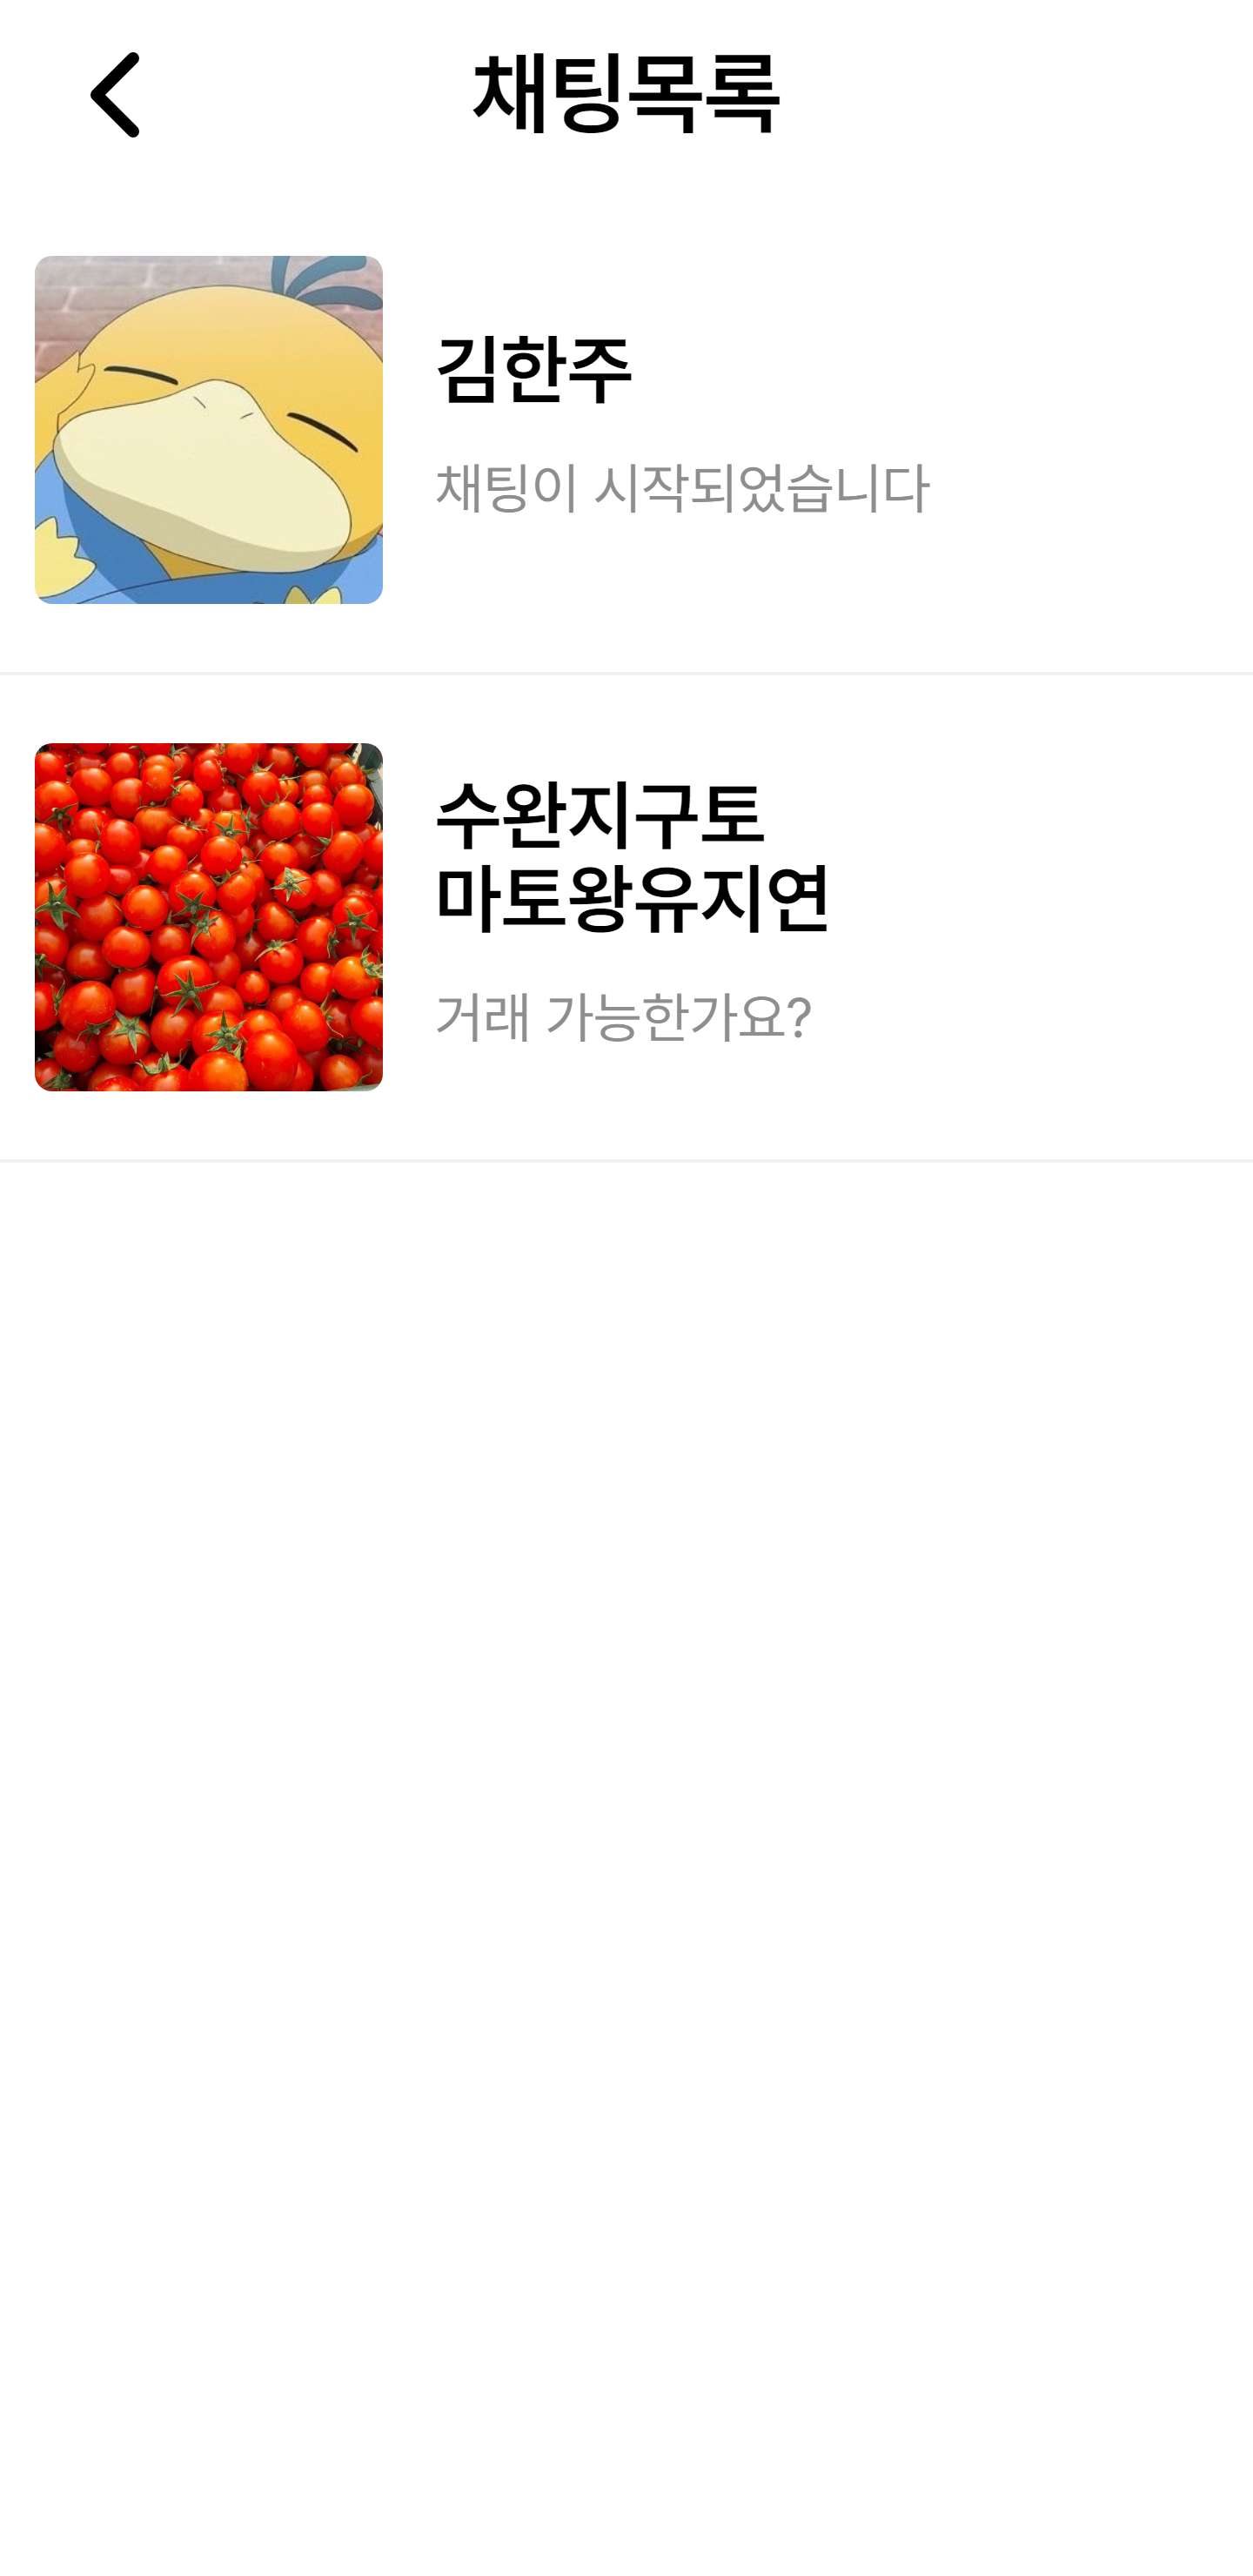 채팅목록
김한주
채팅이 시작되었습니다
수완지구토
마토왕유지연
거래 가능한가요?